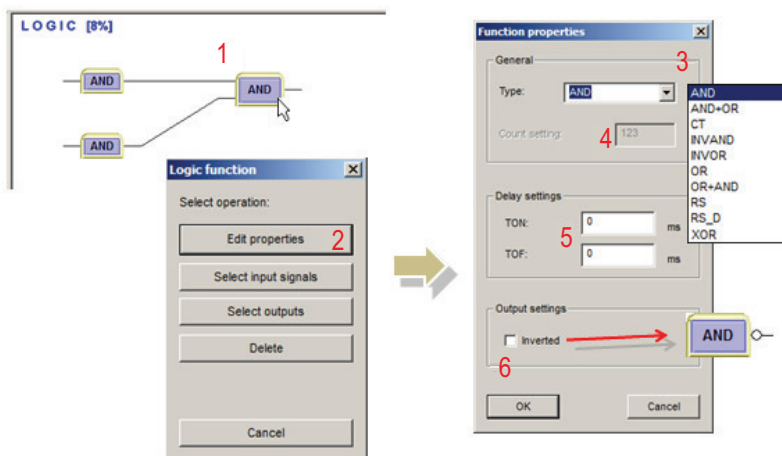 LOGIC [8%]
1
AND
AND
AND
Logic function
Select operation:
Edit properties
2
Select input signals
Select outputs
Delete
Cancel
Function properties
3
General
Type:
AND
AND
AND+OR
CT
INVAND
INVOR
OR
OR+AND
RS
RS_D
XOR
Count setting:
4
123
Delay settings
TON:
0
ms
5
TOF:
0
ms
Output settings
Inverted
AND
6
OK
Cancel